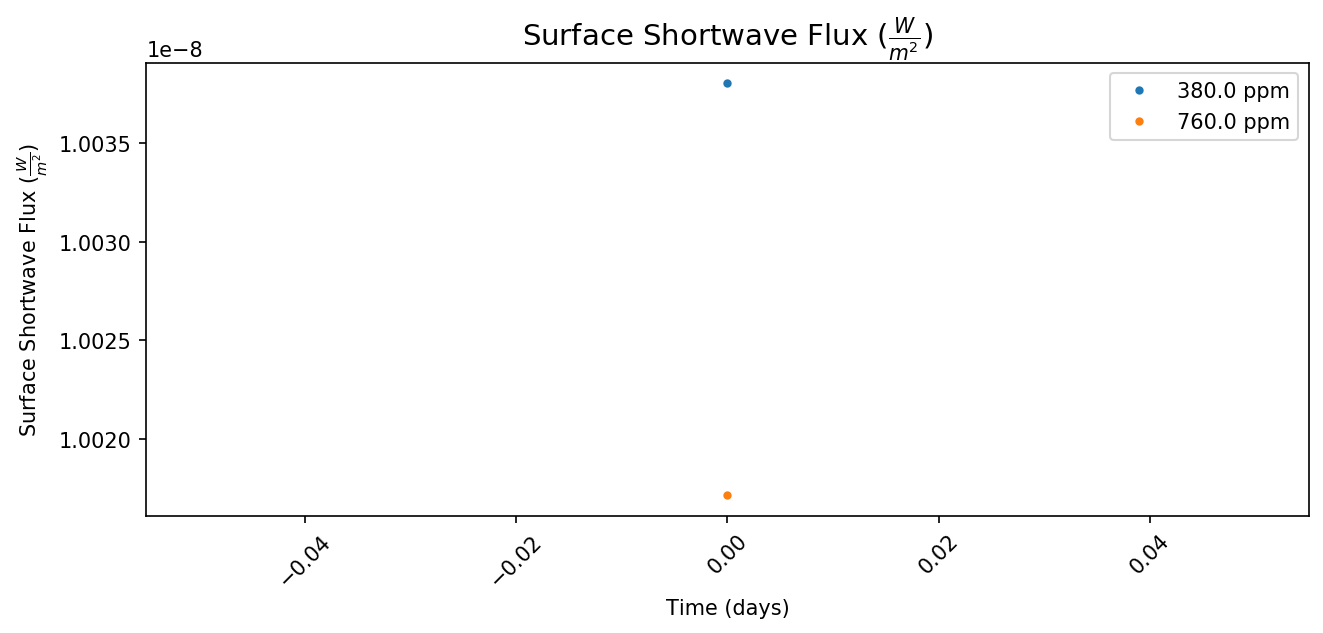 Surface Shortwave Flux (W/m²)
1e−8
380.0 ppm
760.0 ppm
Surface Shortwave Flux (W/m²)
1.0035
1.0030
1.0025
1.0020
−0.04
−0.02
0.00
0.02
0.04
Time (days)